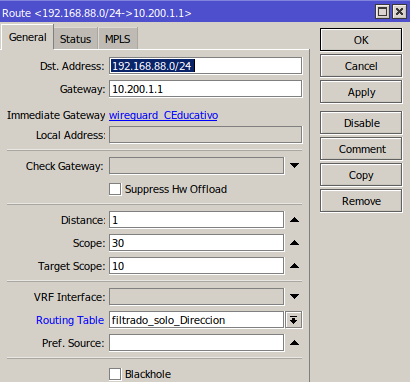 Route <192.168.88.0/24->10.200.1.1>
General Status MPLS
Dst. Address: 192.168.88.0/24
Gateway: 10.200.1.1
Immediate Gateway wireguard_CEducativo
Local Address:
Check Gateway:
Suppress Hw Offload
Distance: 1
Scope: 30
Target Scope: 10
VRF Interface:
Routing Table filtrado_solo_Direccion
Pref. Source:
Blackhole
OK
Cancel
Apply
Disable
Comment
Copy
Remove